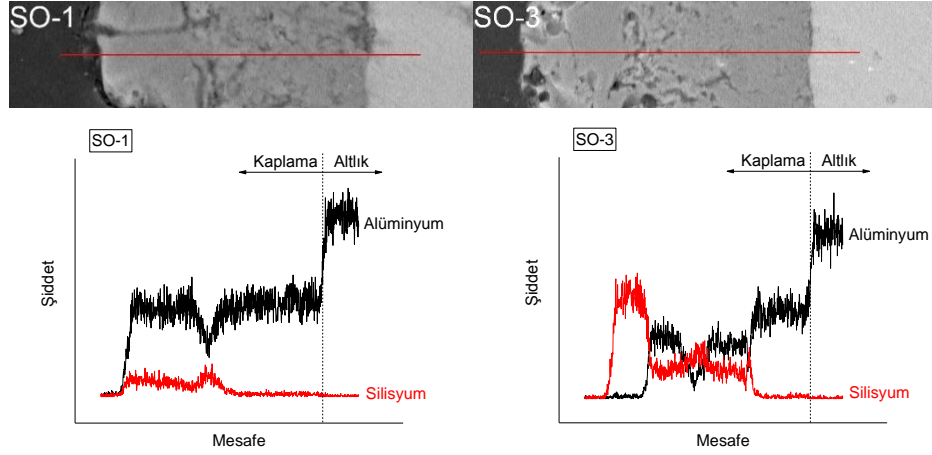 SO-1
SO-3
SO-1
Kaplama Altlık
Alüminyum
Silisyum
Şiddet
Mesafe
SO-3
Kaplama Altlık
Alüminyum
Silisyum
Şiddet
Mesafe